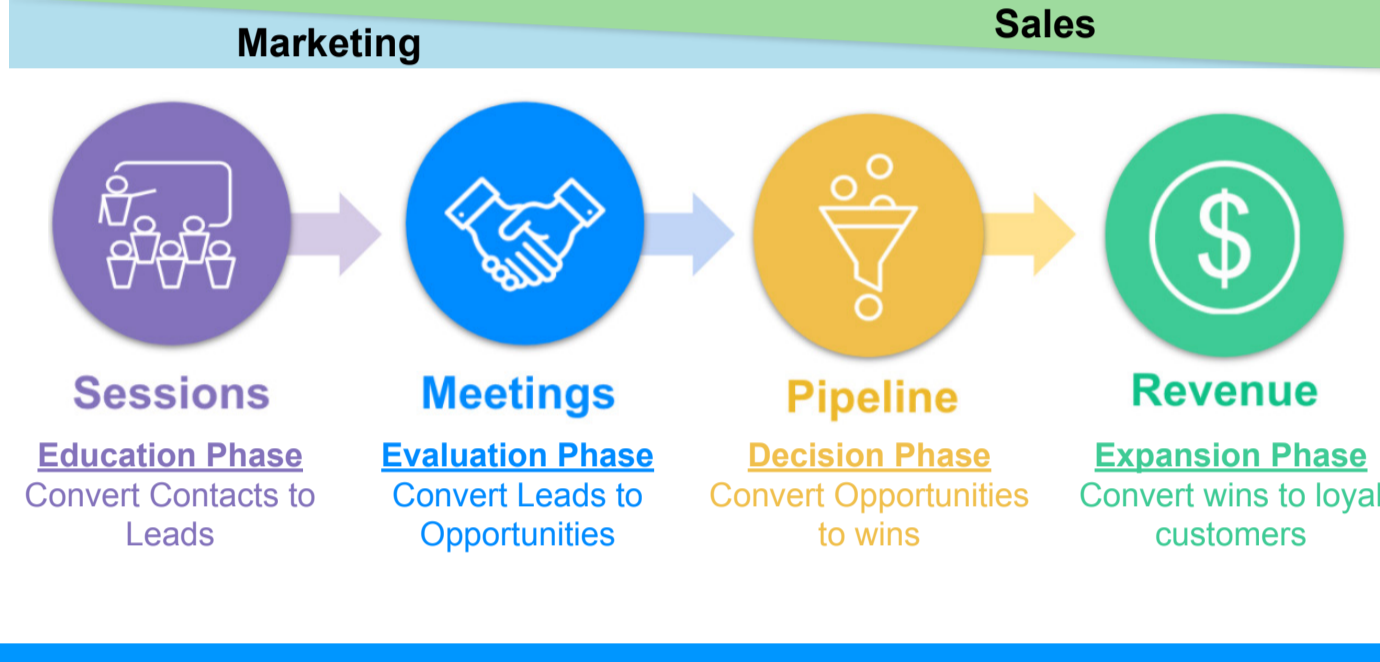 Marketing
Sales
Sessions
Meetings
Pipeline
Revenue
Education Phase
Convert Contacts to
Leads
Evaluation Phase
Convert Leads to
Opportunities
Decision Phase
Convert Opportunities
to wins
Expansion Phase
Convert wins to loyal
customers
$